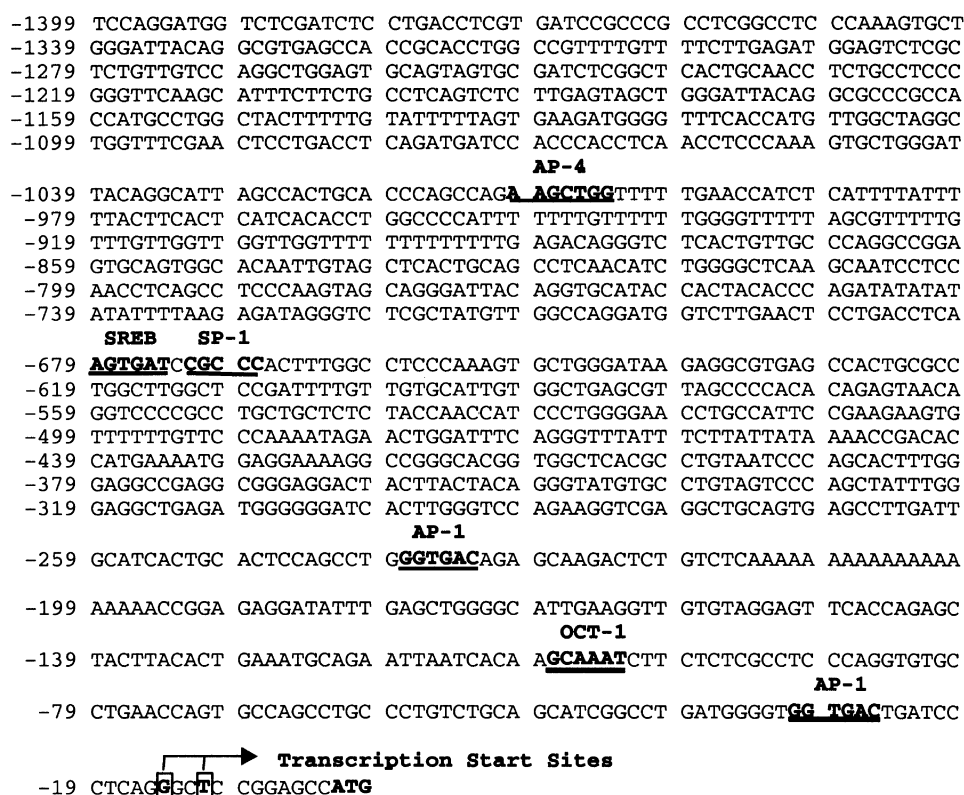 -1399 TCCAGGATGG TCTCGATCTC CTGACCTCGT GATCCGCCCG CCTCGGCCTC CCAAAGTGCT
-1339 GGGATTACAG GCGTGAGCCA CCGCACCTGG CCGTTTTGTT TTCTTGAGAT GGAGTCTCGC
-1279 TCTGTTGTCC AGGCTGGAGT GCAGTAGTGC GATCTCGGCT CACTGCAACC TCTGCCTCCC
-1219 GGGTTCAAGC ATTTCTTCTG CCTCAGTCTC TTGAGTAGCT GGGATTACAG GCGCCCGCCA
-1159 CCATGCCTGG CTACTTTTTG TATTTTTAGT GAAGATGGGG TTTCACCATG TTGGCTAGGC
-1099 TGGTTTCGAA CTCCTGACCT CAGATGATCC ACCCACCTCA ACCTCCCAAA GTGCTGGGAT
AP-4
-1039 TACAGGCATT AGCCACTGCA CCCAGCCAGA AGCTGGTTTT TGAACCATCT CATTTTATTT
-979 TTACTTCACT CATCACACCT GGCCCCATTT TTTTGTTTTT TGGGGTTTTT AGCGTTTTTG
-919 TTTGTTGGTT GGTTGGTTTT TTTTTTTTTG AGACAGGGTC TCACTGTTGC CCAGGCCGGA
-859 GTGCAGTGGC ACAATTGTAG CTCACTGCAG CCTCAACATC TGGGGCTCAA GCAATCCTCC
-799 AACCTCAGCC TCCCAAGTAG CAGGGATTAC AGGTGCATAC CACTACACCC AGATATATAT
-739 ATATTTTAAG AGATAGGGTC TCGCTATGTT GGCCAGGATG GTCTTGAACT CCTGACCTCA
SREB SP-1
-679 AGTGATCCGC CCCACTTTGGC CTCCCAAAGT GCTGGGATAA GAGGCGTGAG CCACTGCGCC
-619 TGGCTTGGCT CCGATTTTGT TGTGCATTGT GGCTGAGCGT TAGCCCCACA CAGAGTAACA
-559 GGTCCCCGCC TGCTGCTCTC TACCAACCAT CCCTGGGGAA CCTGCCATTC CGAAGAAGTG
-499 TTTTTTGTTC CCAAAATAGA ACTGGATTTC AGGGTTTATT TCTTATTATA AAACCGACAC
-439 CATGAAAATG GAGGAAAAGG CCGGGCACGG TGGCTCACGC CTGTAATCCC AGCACTTTGG
-379 GAGGCCGAGG CGGGAGGACT ACTTACTACA GGGTATGTGC CTGTAGTCCC AGCTATTTGG
-319 GAGGCTGAGA TGGGGGGATC ACTTGGGTCC AGAAGGTCGA GGCTGCAGTG AGCCTTGATT
AP-1
-259 GCATCACTGC ACTCCAGCCT GGGTGACAGA GCAAGACTCT GTCTCAAAAA AAAAAAAAAA
-199 AAAAACCGGA GAGGATATTT GAGCTGGGGC ATTGAAGGTT GTGTAGGAGT TCACCAGAGC
OCT-1
-139 TACTTACACT GAAATGCAGA ATTAATCACA AGCAAATCTT CTCTCGCCTC CCAGGTGTGC
AP-1
-79 CTGAACCAGT GCCAGCCTGC CCTGTCTGCA GCATCGGCCT GATGGGGTGG TGACTGATCC
Transcription Start Sites
-19 CTCAGGGCTC CGGAGCCATG